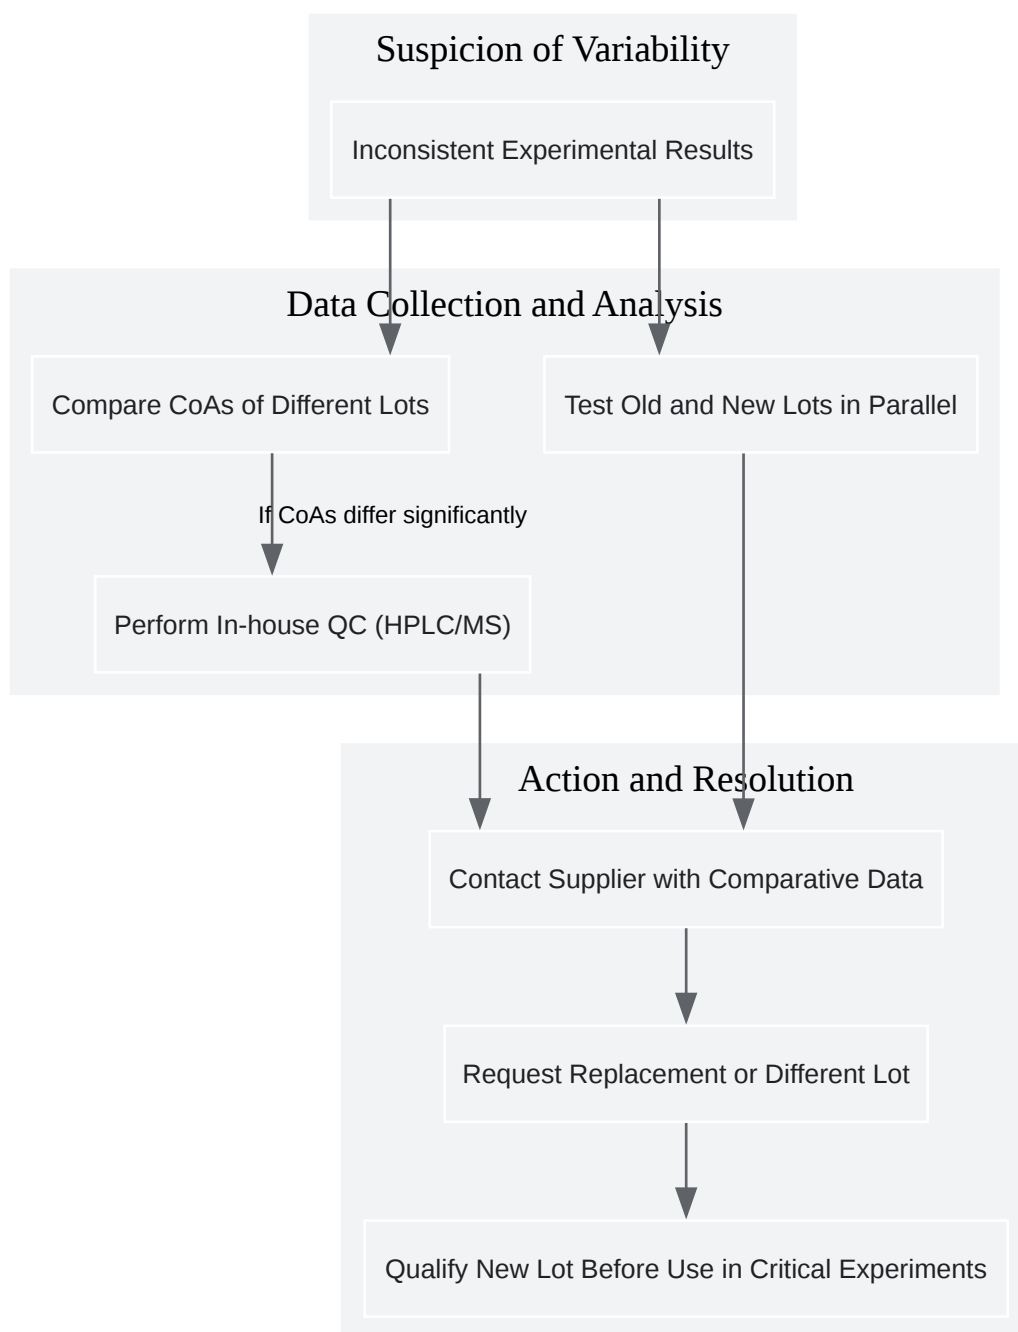 Suspicion of Variability
Inconsistent Experimental Results
Data Collection and Analysis
Compare CoAs of Different Lots
Test Old and New Lots in Parallel
If CoAs differ significantly
Perform In-house QC (HPLC/MS)
Action and Resolution
Contact Supplier with Comparative Data
Request Replacement or Different Lot
Qualify New Lot Before Use in Critical Experiments